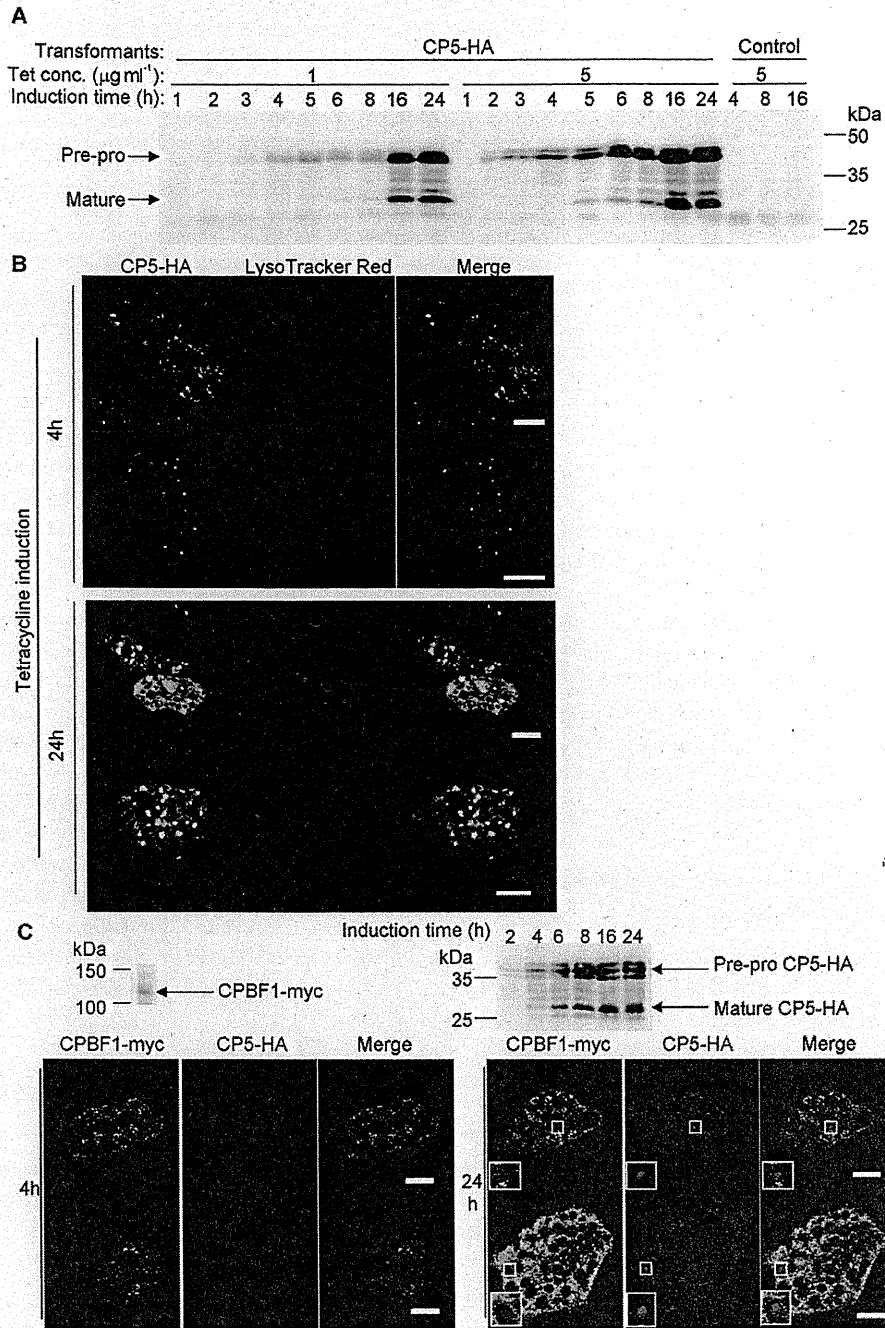 A
Transformants: CP5-HA Control
Tet conc. (µg ml⁻¹): 1 5 5
Induction time (h): 1 2 3 4 5 6 8 16 24 1 2 3 4 5 6 8 16 24 4 8 16
kDa
Pre-pro 50
35
Mature
25
B
CP5-HA LysoTracker Red Merge
Tetracycline induction
4h
24h
C
Induction time (h) 2 4 6 8 16 24
kDa
150
CPBF1-myc
100
kDa
35 Pre-pro CP5-HA
Mature CP5-HA
25
CPBF1-myc CP5-HA Merge CPBF1-myc CP5-HA Merge
4h
24
h